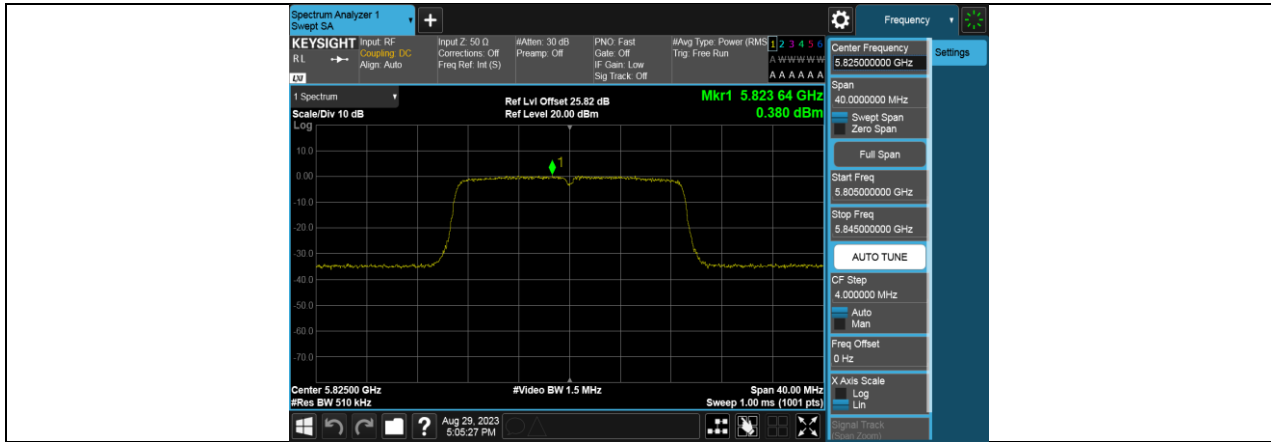 Spectrum Analyzer 1
Swept SA
Frequency
KEYSIGHT
RL
LXI
Input: RF
Coupling: DC
Align: Auto
Input Z: 50 Ω
Corrections: Off
Freq Ref: Int (S)
#Atten: 30 dB
Preamp: Off
PNO: Fast
Gate: Off
IF Gain: Low
Sig Track: Off
#Avg Type: Power (RMS
Trig: Free Run
1 2 3 4 5 6
A W W W W W
A A A A A A
1 Spectrum
Scale/Div 10 dB
Ref Lvl Offset 25.82 dB
Ref Level 20.00 dBm
Mkr1 5.823 64 GHz
0.380 dBm
Log
10.0
0.00
-10.0
-20.0
-30.0
-40.0
-50.0
-60.0
-70.0
1
Center 5.82500 GHz
#Res BW 510 kHz
#Video BW 1.5 MHz
Span 40.00 MHz
Sweep 1.00 ms (1001 pts)
?
Aug 29, 2023
5:05:27 PM
Center Frequency
5.825000000 GHz
Settings
Span
40.0000000 MHz
Swept Span
Zero Span
Full Span
Start Freq
5.805000000 GHz
Stop Freq
5.845000000 GHz
AUTO TUNE
CF Step
4.000000 MHz
Auto
Man
Freq Offset
0 Hz
X Axis Scale
Log
Lin
Signal Track
(Span Zoom)